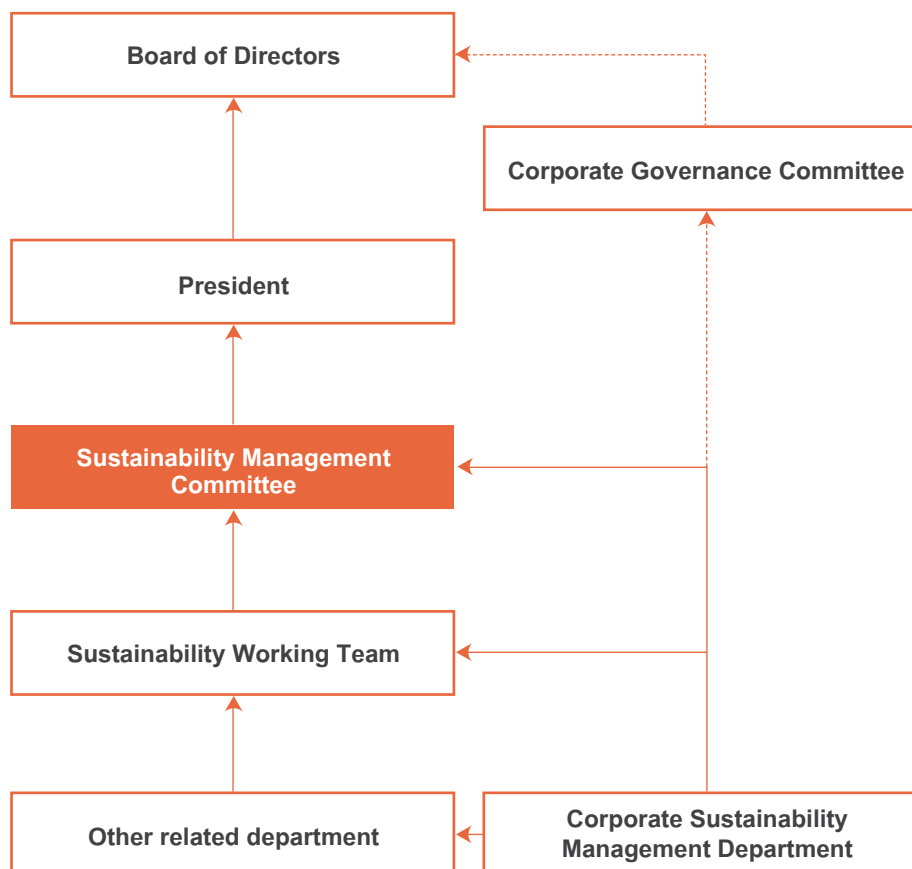 Board of Directors
Corporate Governance Committee
President
Sustainability Management
Committee
Sustainability Working Team
Other related department
Corporate Sustainability
Management Department